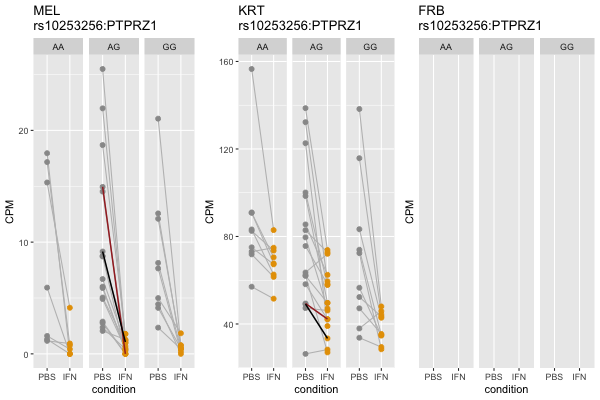 MEL
rs10253256:PTPRZ1
AA AG GG
20
10
0
CPM
PBS IFN PBS IFN PBS IFN
condition
KRT
rs10253256:PTPRZ1
AA AG GG
160
120
80
40
CPM
PBS IFN PBS IFN PBS IFN
condition
FRB
rs10253256:PTPRZ1
AA AG GG
CPM
PBS IFN PBS IFN PBS IFN
condition